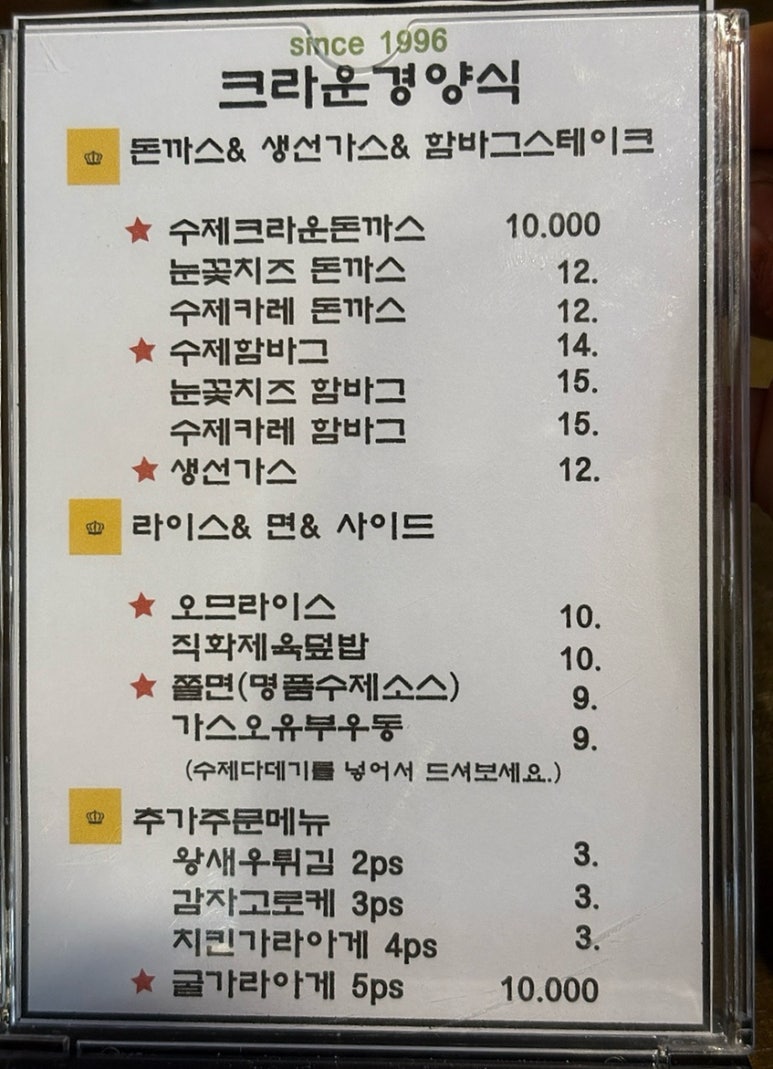 since 1996
크라운경양식
돈까스& 생선가스& 함바그스테이크
수제크라운돈까스 10.000
눈꽃치즈 돈까스 12.
수제카레 돈까스 12.
수제함바그 14.
눈꽃치즈 함바그 15.
수제카레 함바그 15.
생선가스 12.
라이스& 면& 사이드
오므라이스 10.
직화제육덮밥 10.
쫄면(명품수제소스) 9.
가스오유부우동 9.
(수제다데기를 넣어서 드셔보세요.)
추가주문메뉴
왕새우튀김 2ps 3.
감자고로케 3ps 3.
치킨가라아게 4ps 3.
굴가라아게 5ps 10.000